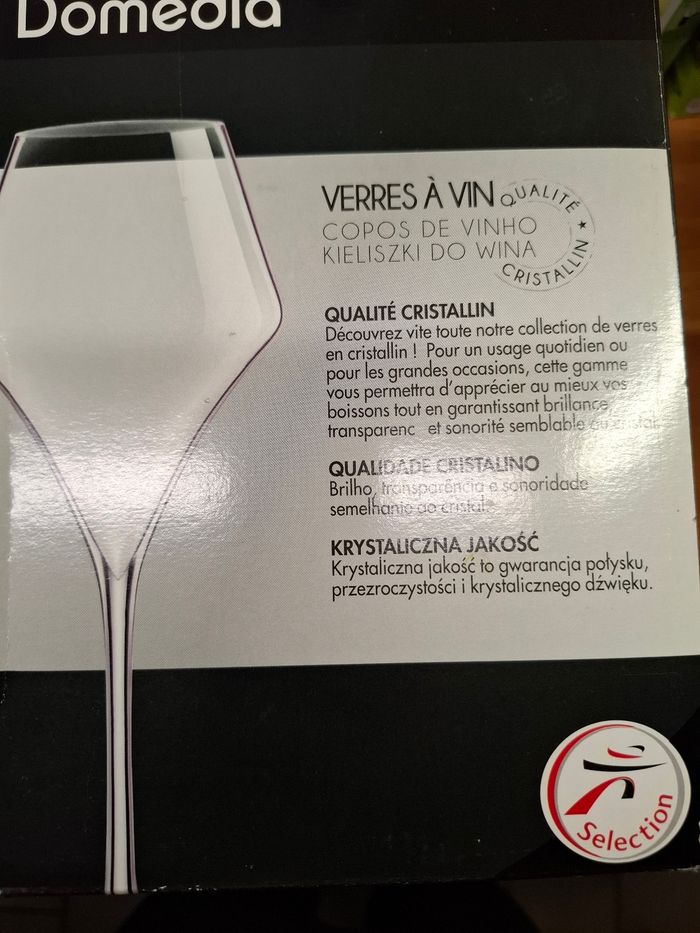 Domedia
VERRES À VIN
QUALITÉ CRISTALLIN
COPOS DE VINHO
KIELISZKI DO WINA
QUALITÉ CRISTALLIN
Découvrez vite toute notre collection de verres
en cristallin ! Pour un usage quotidien ou
pour les grandes occasions, cette gamme
vous permettra d'apprécier au mieux vos
boissons tout en garantissant brillance,
transparenc et sonorité semblable au cristal.
QUALIDADE CRISTALINO
Brilho, transparência e sonoridade
semelhante ao cristal.
KRYSTALICZNA JAKOŚĆ
Krystaliczna jakość to gwarancja połysku,
przezroczystości i krystalicznego dźwięku.
Selection